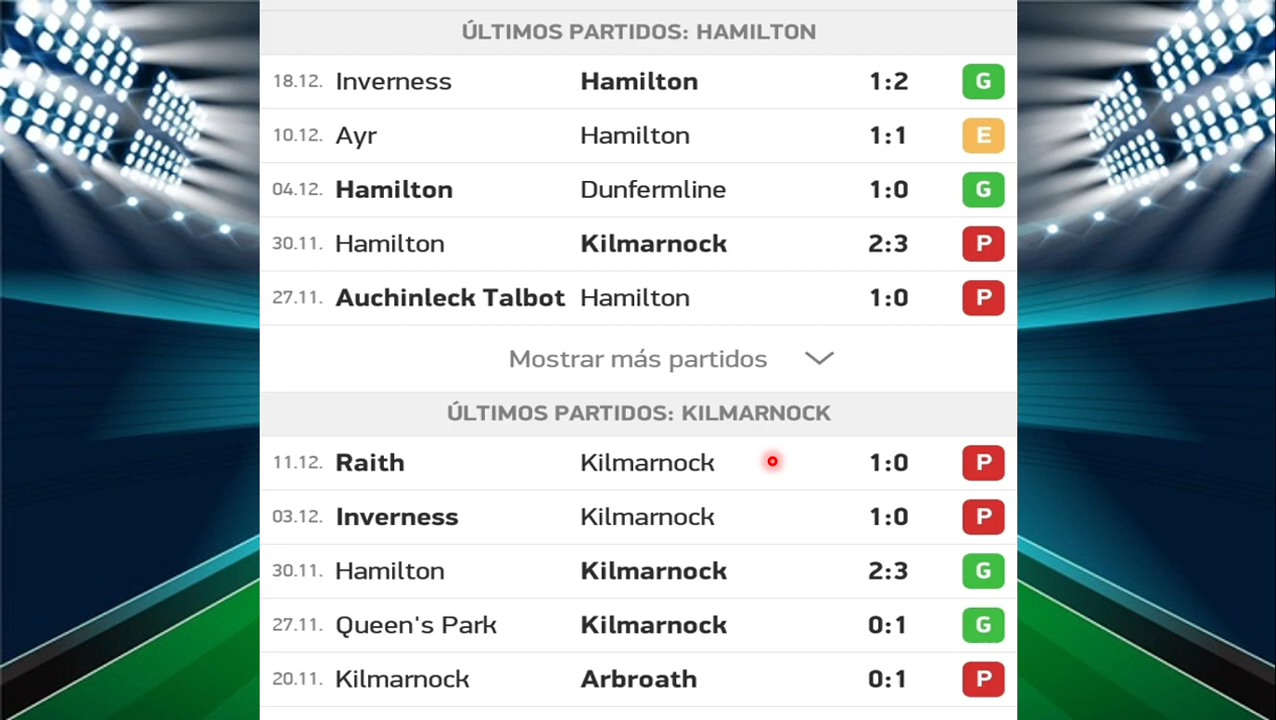 ÚLTIMOS PARTIDOS: HAMILTON
18.12. Inverness Hamilton 1:2 G
10.12. Ayr Hamilton 1:1 E
04.12. Hamilton Dunfermline 1:0 G
30.11. Hamilton Kilmarnock 2:3 P
27.11. Auchinleck Talbot Hamilton 1:0 P
Mostrar más partidos
ÚLTIMOS PARTIDOS: KILMARNOCK
11.12. Raith Kilmarnock 1:0 P
03.12. Inverness Kilmarnock 1:0 P
30.11. Hamilton Kilmarnock 2:3 G
27.11. Queen's Park Kilmarnock 0:1 G
20.11. Kilmarnock Arbroath 0:1 P